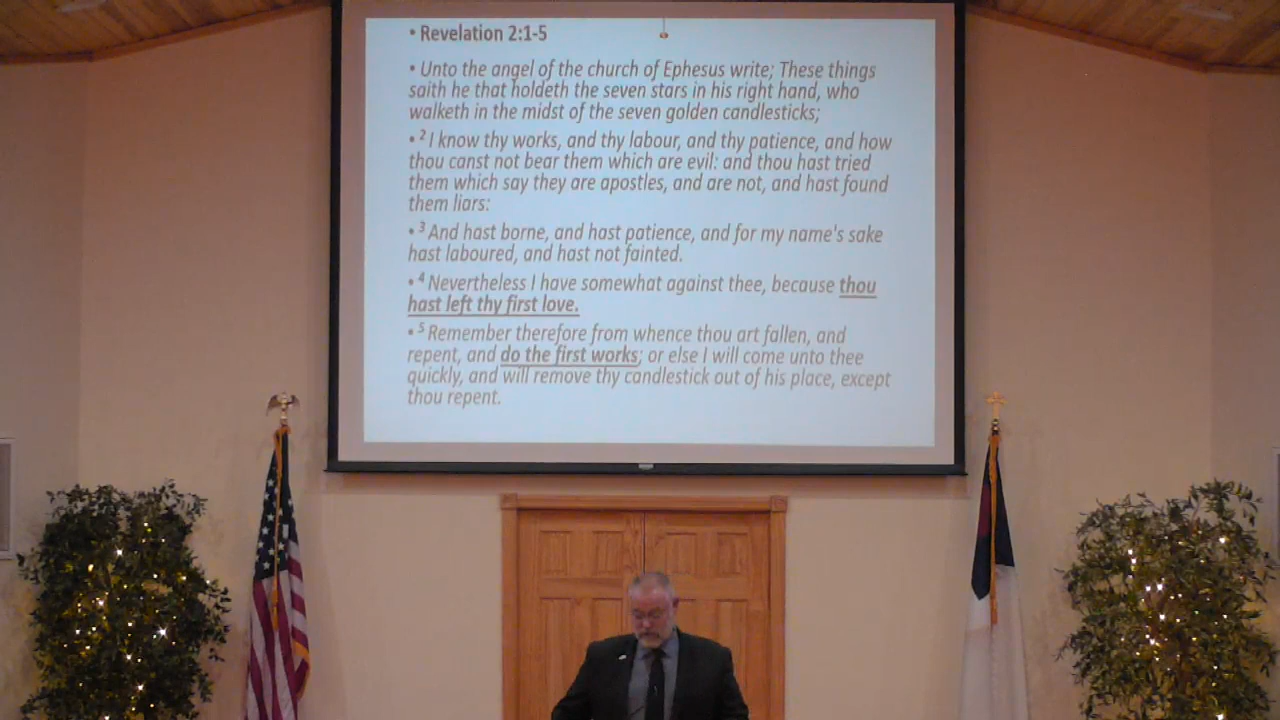 • Revelation 2:1-5
• Unto the angel of the church of Ephesus write; These things
saith he that holdeth the seven stars in his right hand, who
walketh in the midst of the seven golden candlesticks;
• 2 I know thy works, and thy labour, and thy patience, and how
thou canst not bear them which are evil: and thou hast tried
them which say they are apostles, and are not, and hast found
them liars:
• 3 And hast borne, and hast patience, and for my name's sake
hast laboured, and hast not fainted.
• 4 Nevertheless I have somewhat against thee, because thou
hast left thy first love.
• 5 Remember therefore from whence thou art fallen, and
repent, and do the first works; or else I will come unto thee
quickly, and will remove thy candlestick out of his place, except
thou repent.